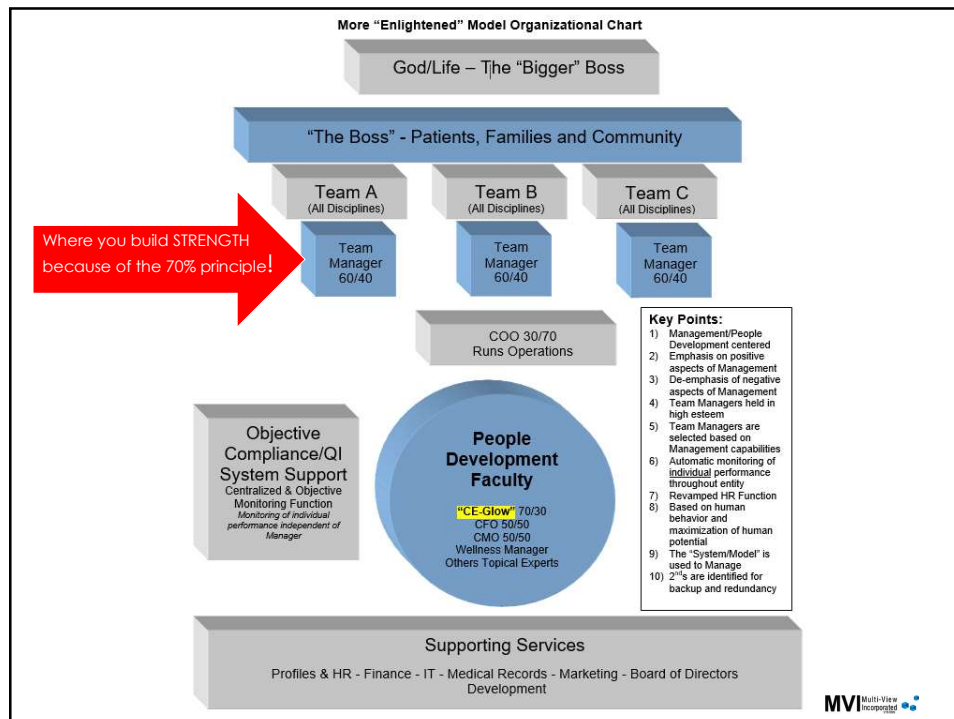 More “Enlightened” Model Organizational Chart
God/Life – The “Bigger” Boss
“The Boss” - Patients, Families and Community
Team A
(All Disciplines)
Team B
(All Disciplines)
Team C
(All Disciplines)
Where you build STRENGTH
because of the 70% principle!
Team
Manager
60/40
Team
Manager
60/40
Team
Manager
60/40
COO 30/70
Runs Operations
Key Points:
1) Management/People
Development centered
2) Emphasis on positive
aspects of Management
3) De-emphasis of negative
aspects of Management
4) Team Managers held in
high esteem
5) Team Managers are
selected based on
Management capabilities
6) Automatic monitoring of
individual performance
throughout entity
7) Revamped HR Function
8) Based on human
behavior and
maximization of human
potential
9) The “System/Model” is
used to Manage
10) 2nd’s are identified for
backup and redundancy
Objective
Compliance/QI
System Support
Centralized & Objective
Monitoring Function
Monitoring of individual
performance independent of
Manager
People
Development
Faculty
“CE-Glow” 70/30
CFO 50/50
CMO 50/50
Wellness Manager
Others Topical Experts
Supporting Services
Profiles & HR - Finance - IT - Medical Records - Marketing - Board of Directors
Development
MVI Multi-View
Incorporated